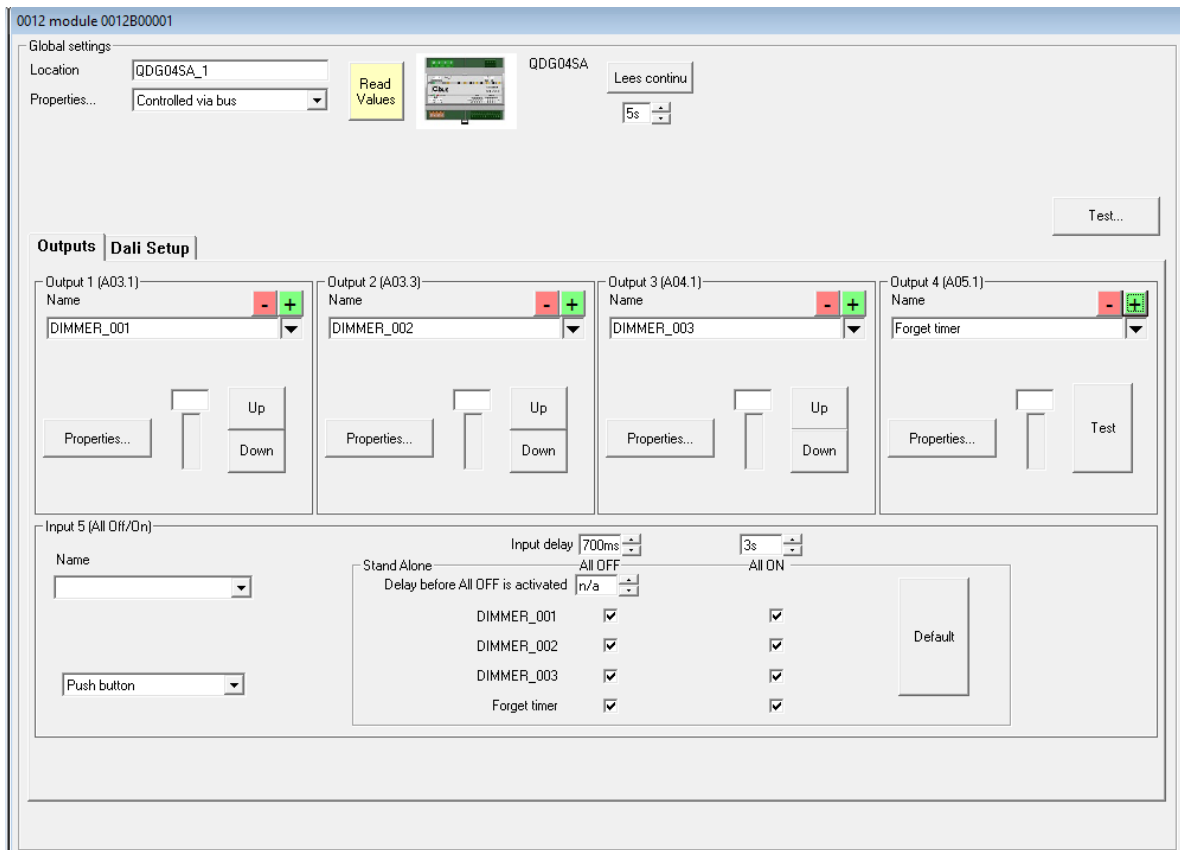 0012 module 0012B00001
Global settings
Location QDG04SA_1
Properties... Controlled via bus
Read
Values
QDG04SA
Lees continu
5s
Test...
Outputs Dali Setup
Output 1 (A03.1) Output 2 (A03.3) Output 3 (A04.1) Output 4 (A05.1)
Name - + Name - + Name - + Name - +
DIMMER_001 DIMMER_002 DIMMER_003 Forget timer
Up Up Up
Properties... Properties... Properties... Properties... Test
Down Down Down
Input 5 (All Off/On)
Name
Push button
Input delay 700ms 3s
Stand Alone All OFF All ON
Delay before All OFF is activated n/a
DIMMER_001
DIMMER_002
DIMMER_003
Forget timer
Default